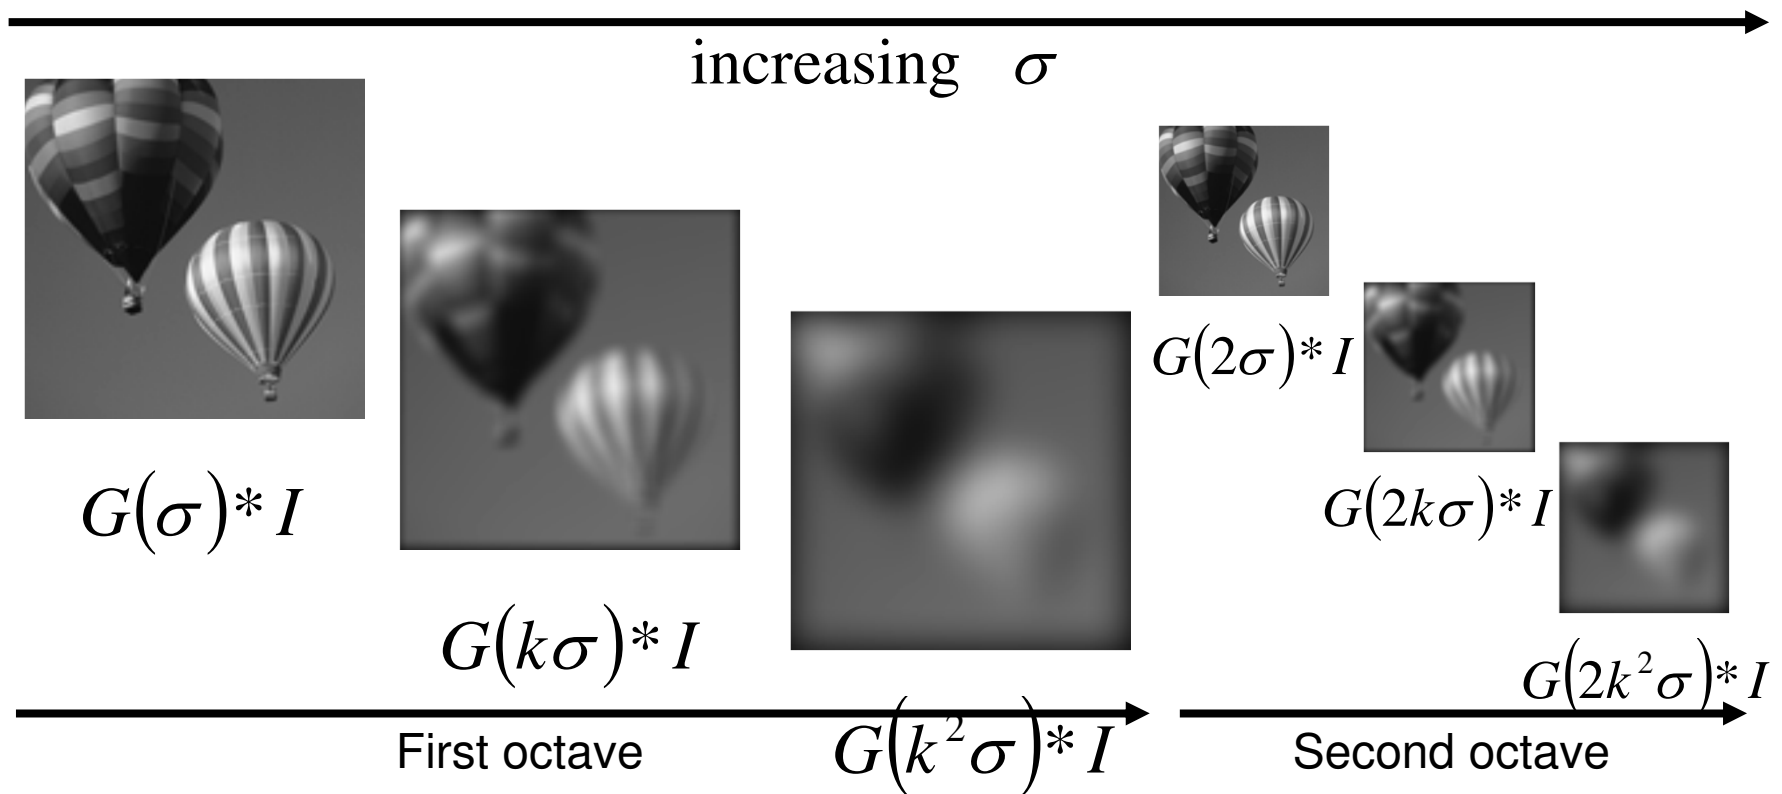 increasing σ
G(σ)* I
G(kσ)* I
G(k²σ)* I
First octave
G(2σ)* I
G(2kσ)* I
G(2k²σ)* I
Second octave